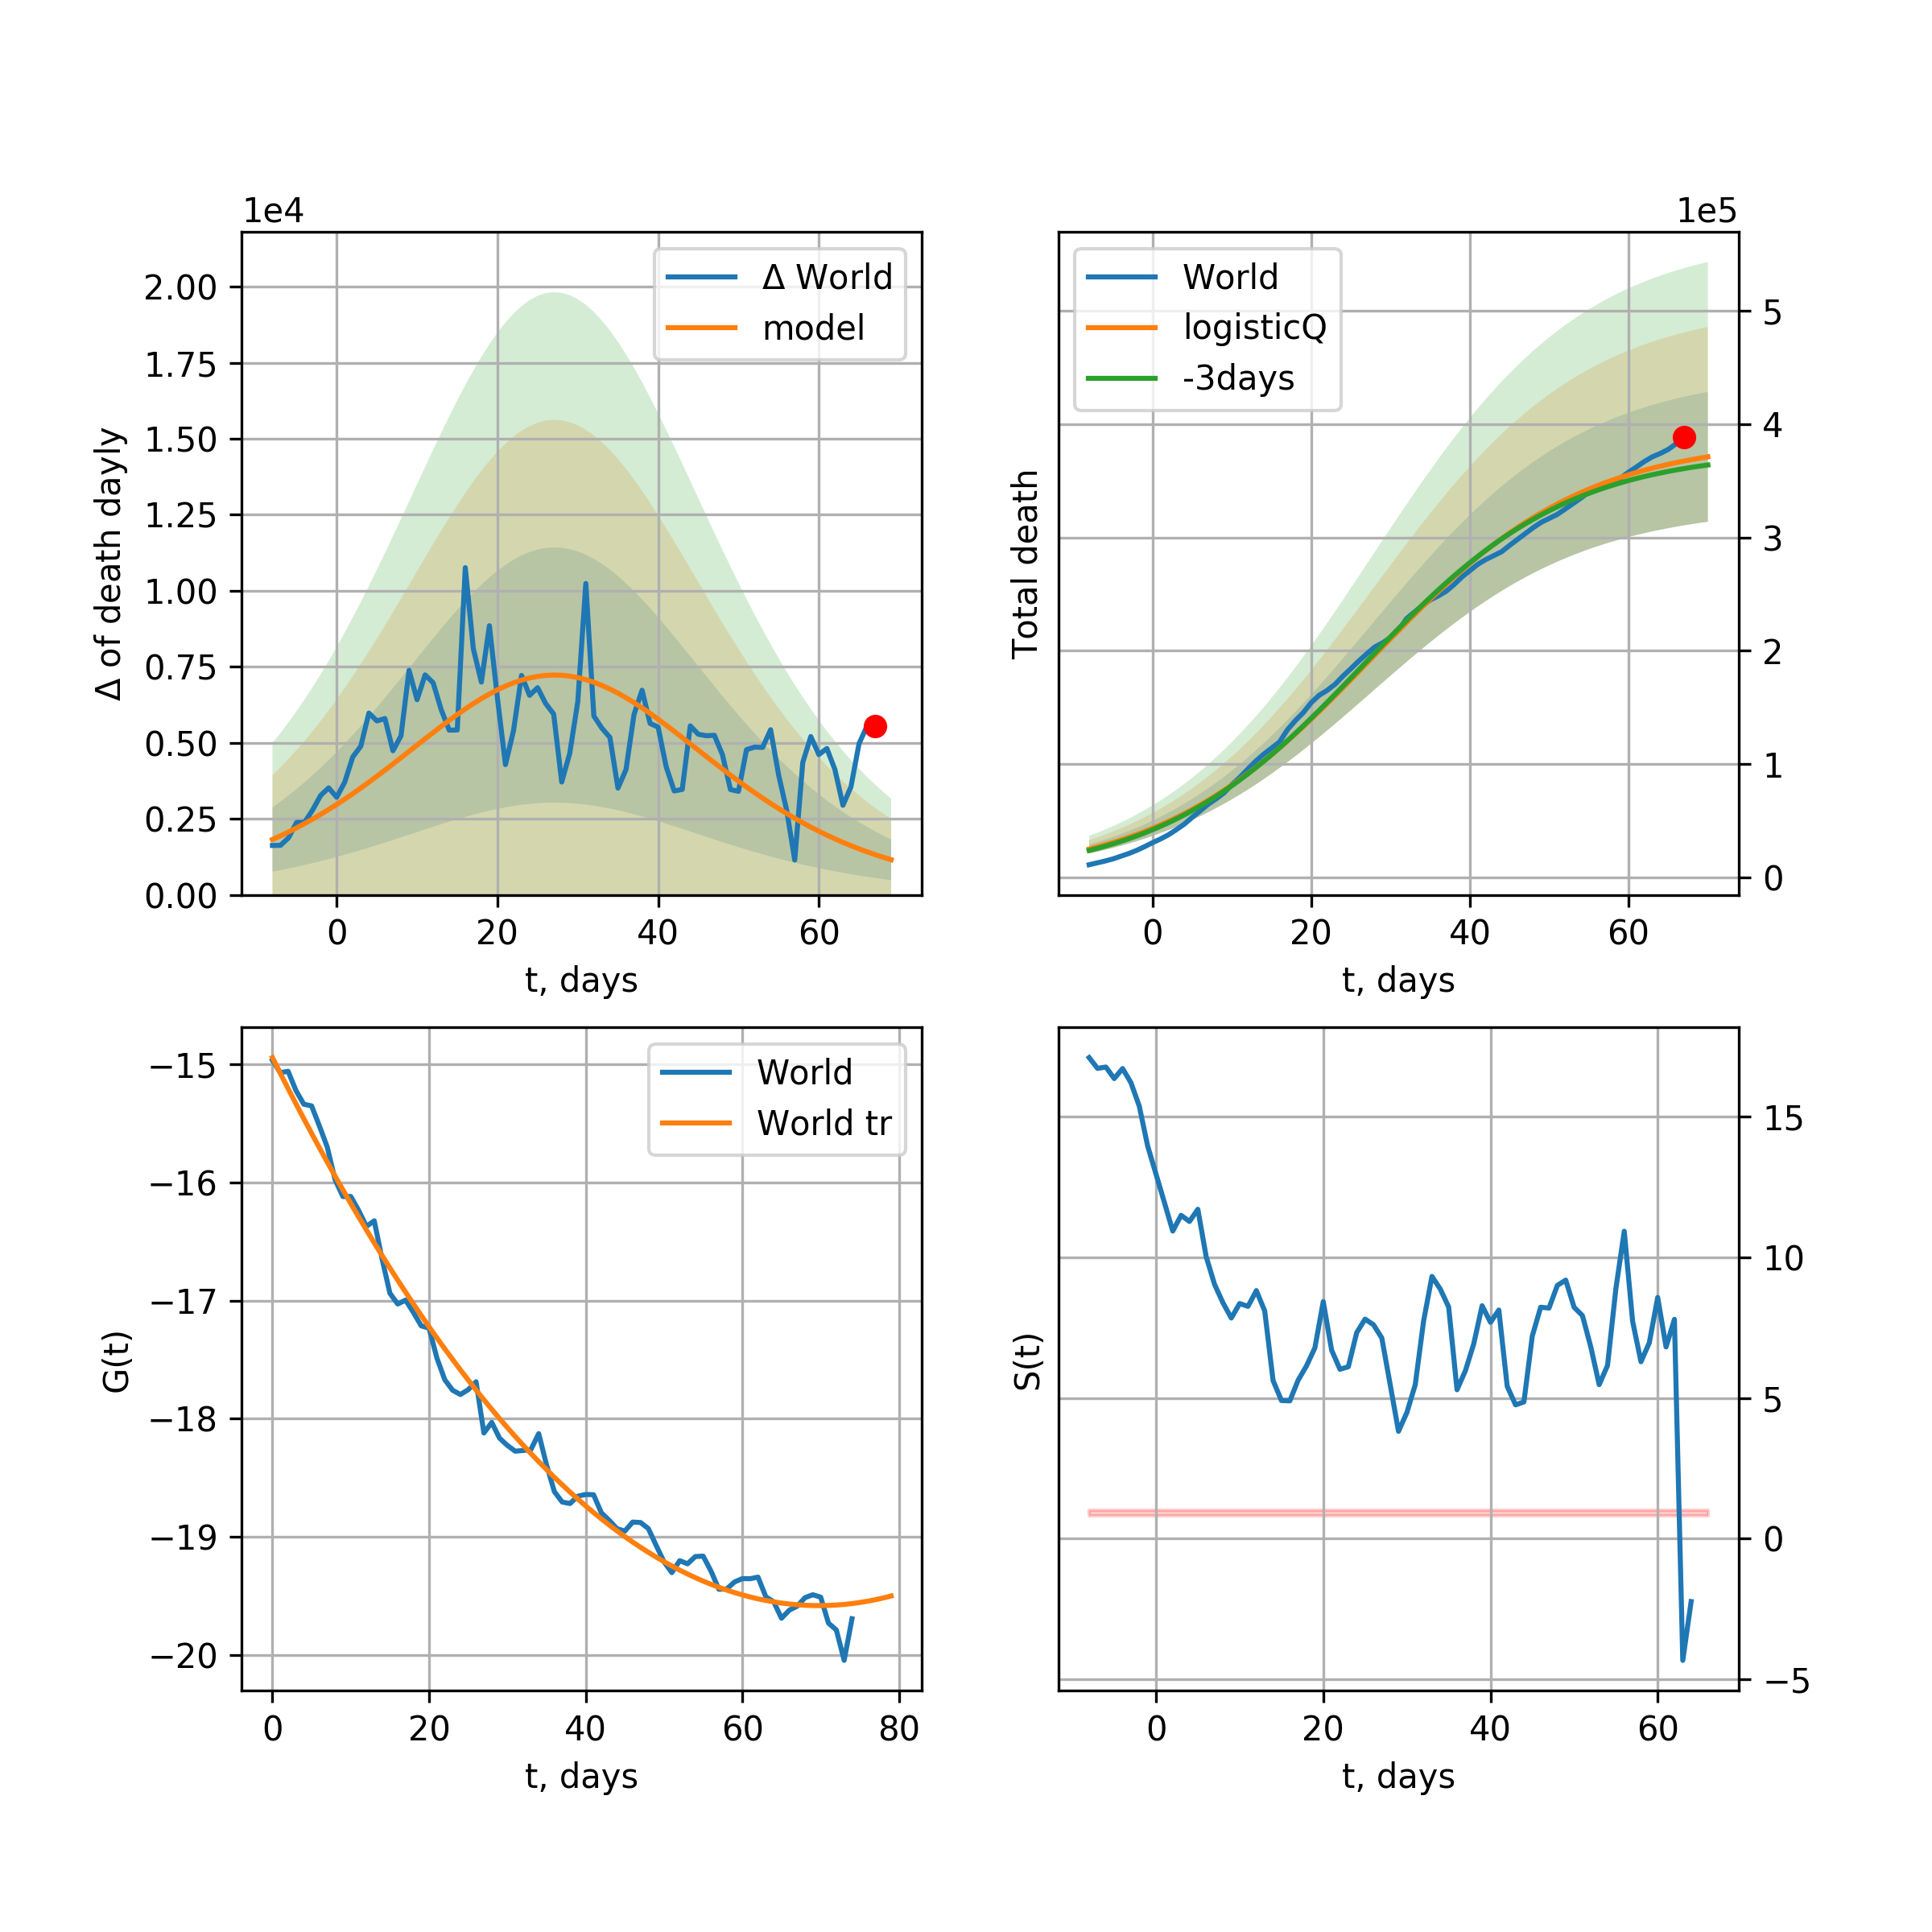 1e4
Δ of death dayly
2.00
1.75
1.50
1.25
1.00
0.75
0.50
0.25
0.00
Δ World
model
0 20 40 60
t, days
1e5
Total death
World
logisticQ
-3days
5
4
3
2
1
0
0 20 40 60
t, days
G(t)
−15
−16
−17
−18
−19
−20
World
World tr
0 20 40 60 80
t, days
S(t)
15
10
5
0
−5
0 20 40 60
t, days